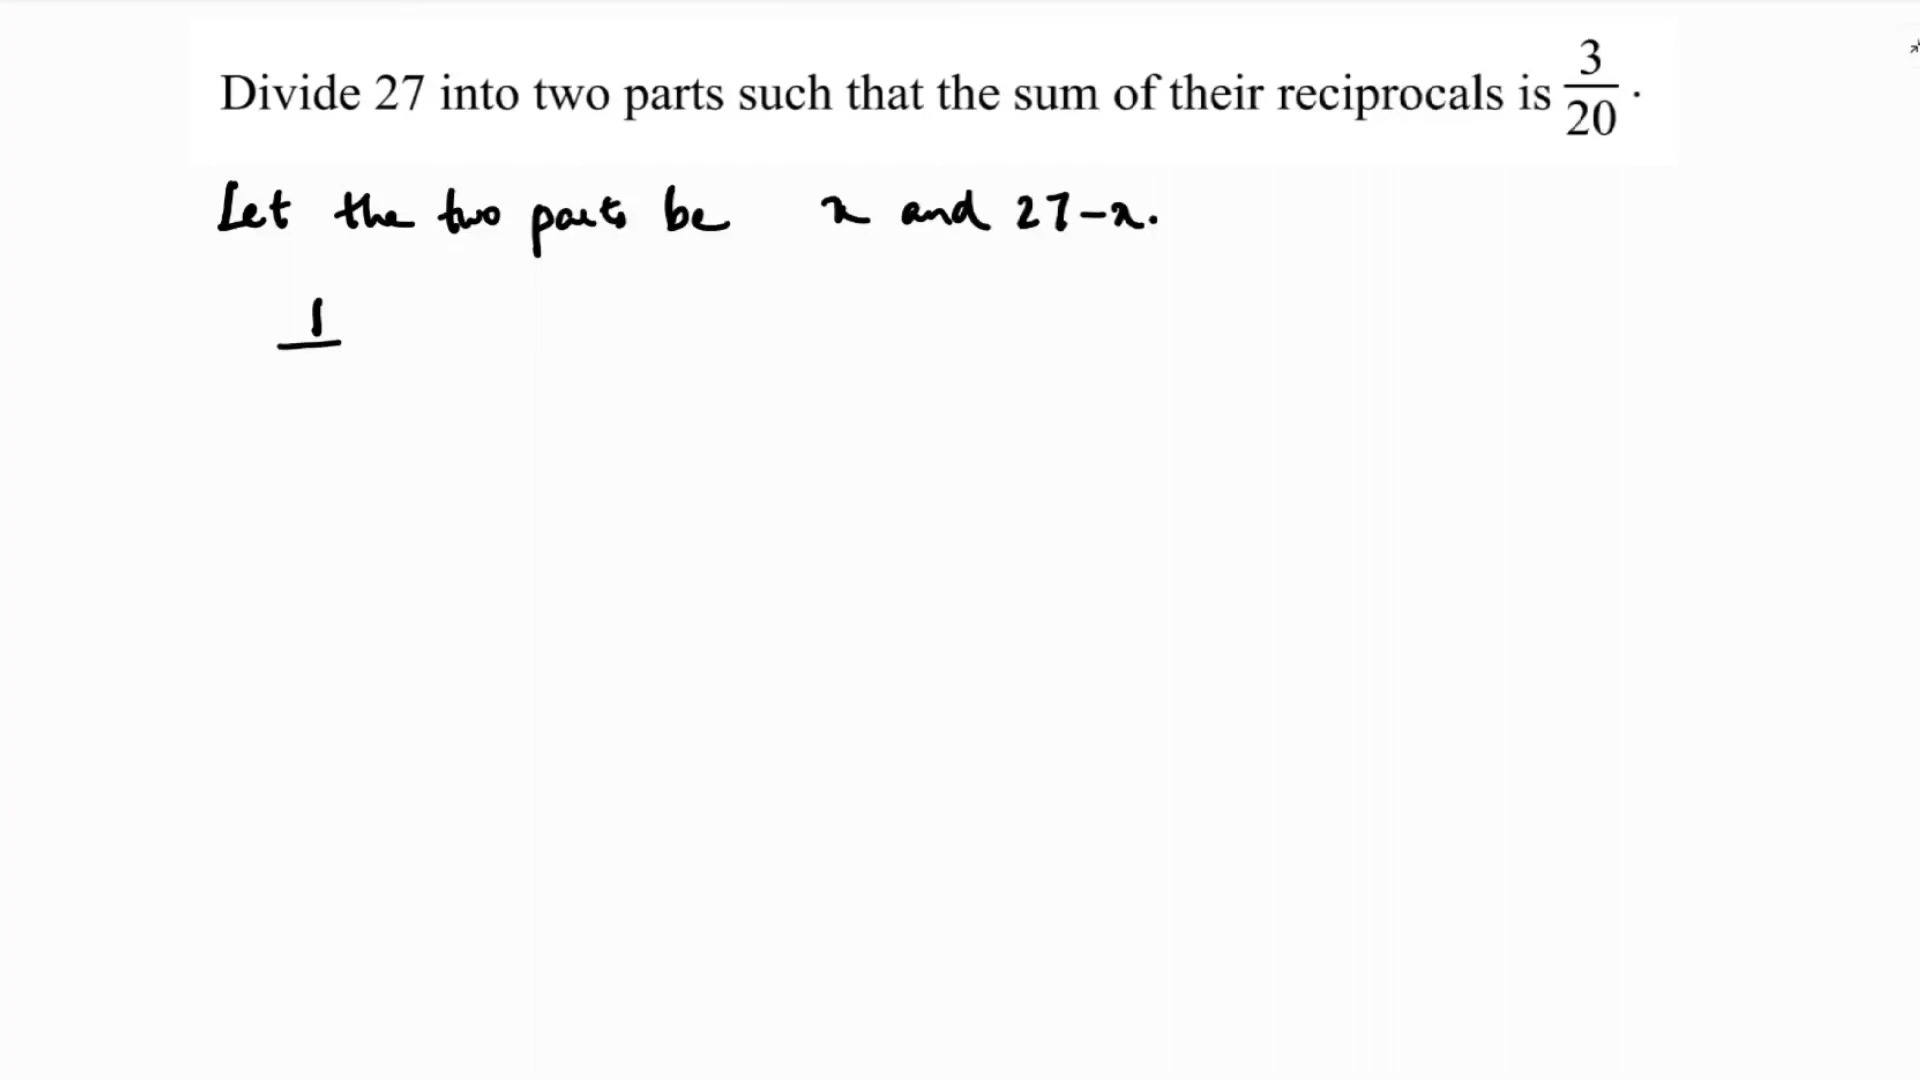 Divide 27 into two parts such that the sum of their reciprocals is 3/20 .
Let the two parts be x and 27-x.
1